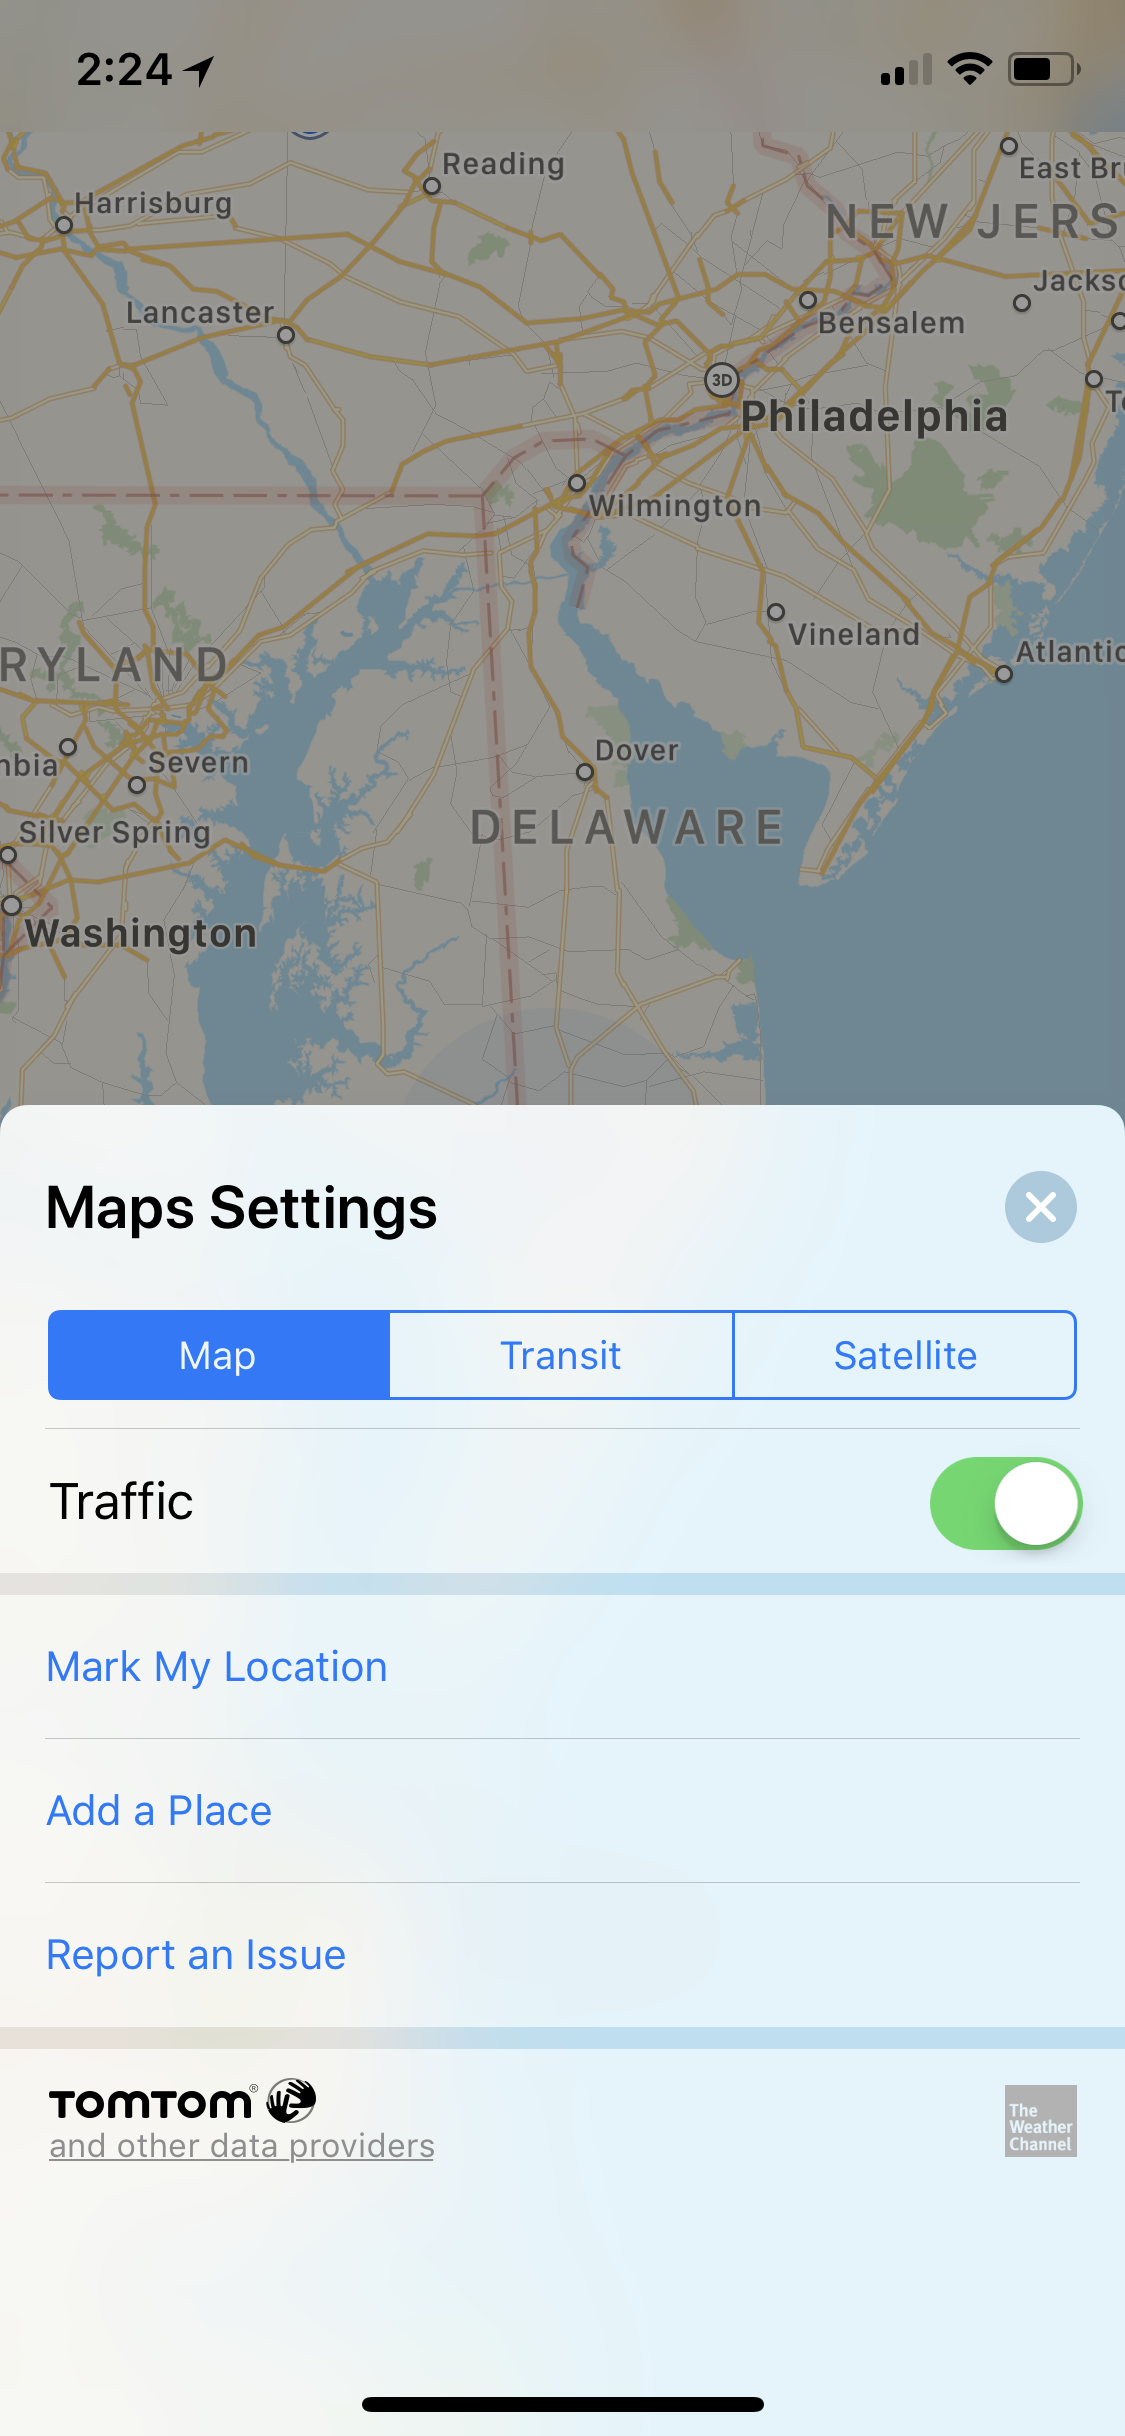 2:24
Reading
East Br
Harrisburg
NEW JERS
Jackso
Lancaster
Bensalem
3D
Philadelphia
Wilmington
Vineland
RYLAND
Atlantic
Dover
nbia
Severn
DELAWARE
Silver Spring
Washington
Maps Settings
Map
Transit
Satellite
Traffic
Mark My Location
Add a Place
Report an Issue
TOMTOM®
and other data providers
The
Weather
Channel